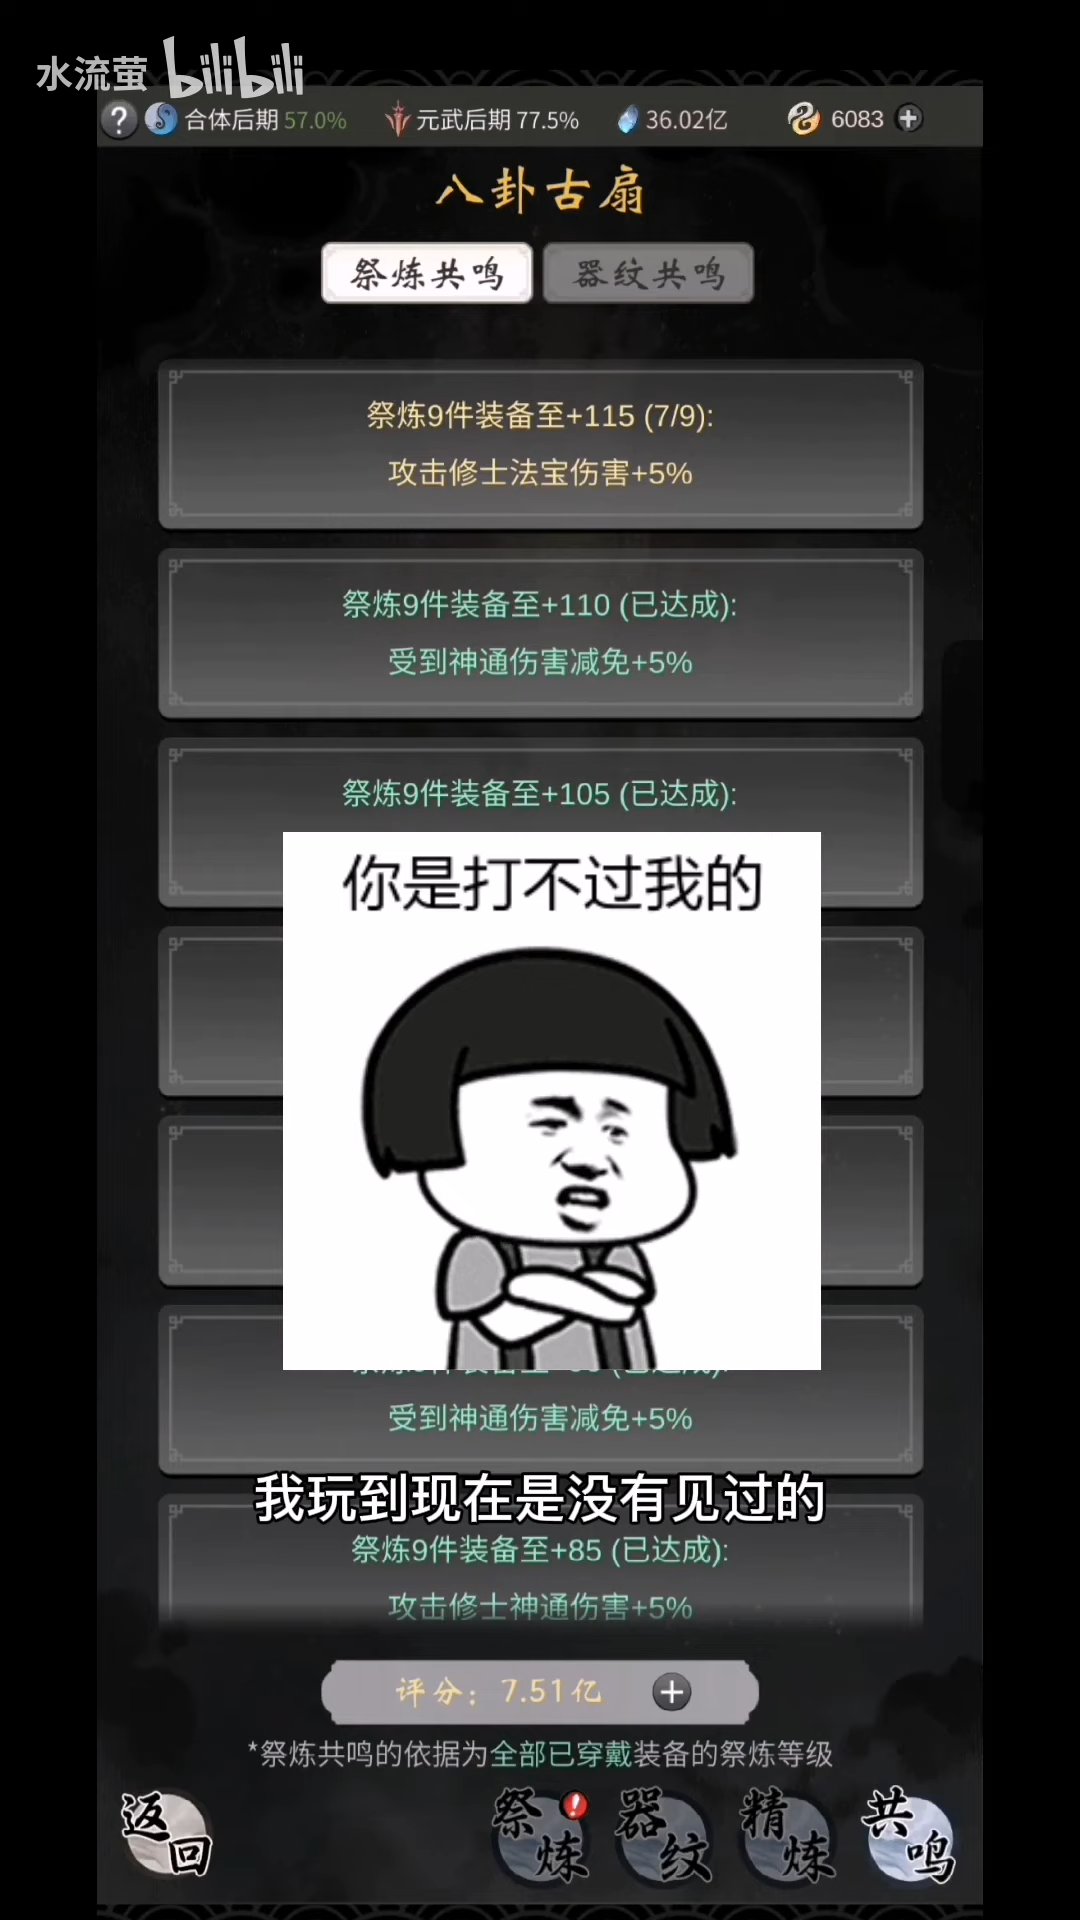 水流萤 bilibili
? 合体后期 57.0% 元武后期 77.5% 36.02亿 6083 +
八卦古扇
祭炼共鸣 器纹共鸣
祭炼9件装备至+115 (7/9):
攻击修士法宝伤害+5%
祭炼9件装备至+110 (已达成):
受到神通伤害减免+5%
祭炼9件装备至+105 (已达成):
你是打不过我的
受到神通伤害减免+5%
我玩到现在是没有见过的
祭炼9件装备至+85 (已达成):
攻击修士神通伤害+5%
评分：7.51亿 +
*祭炼共鸣的依据为全部已穿戴装备的祭炼等级
返回 祭炼 器纹 精炼 共鸣